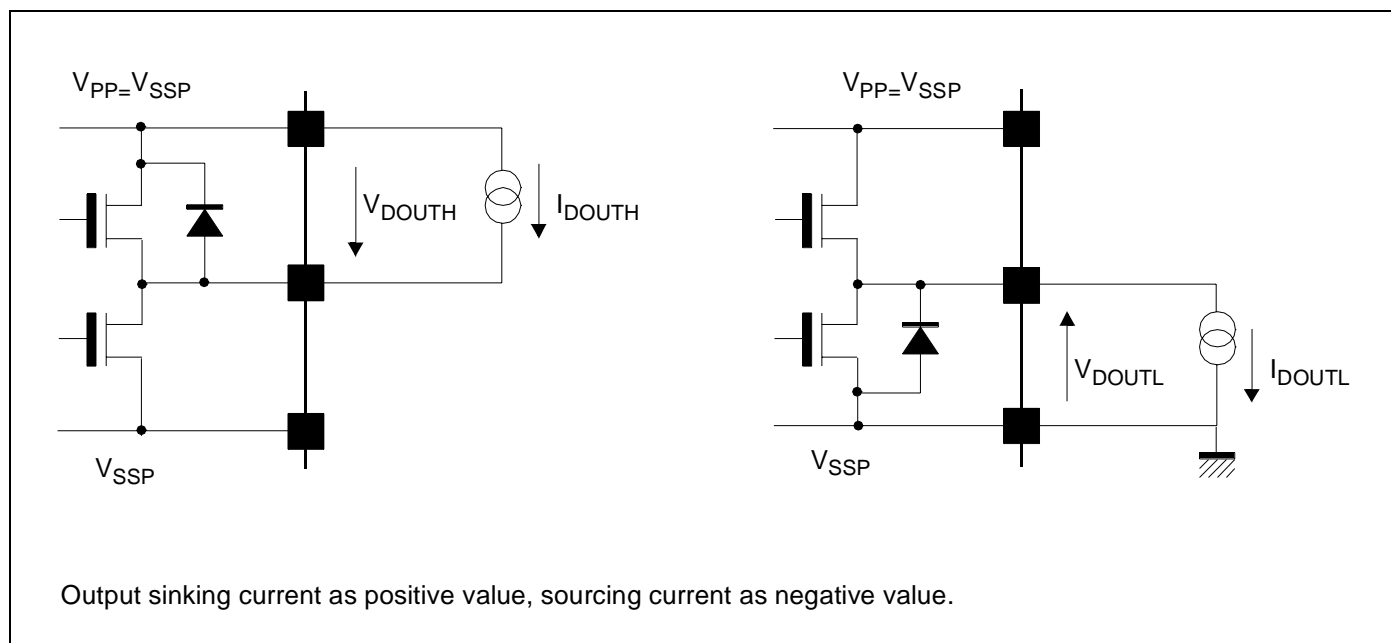 VPP=VSSP
VDOUTH
IDOUTH
VSSP
VPP=VSSP
VDOUTL
IDOUTL
VSSP
Output sinking current as positive value, sourcing current as negative value.